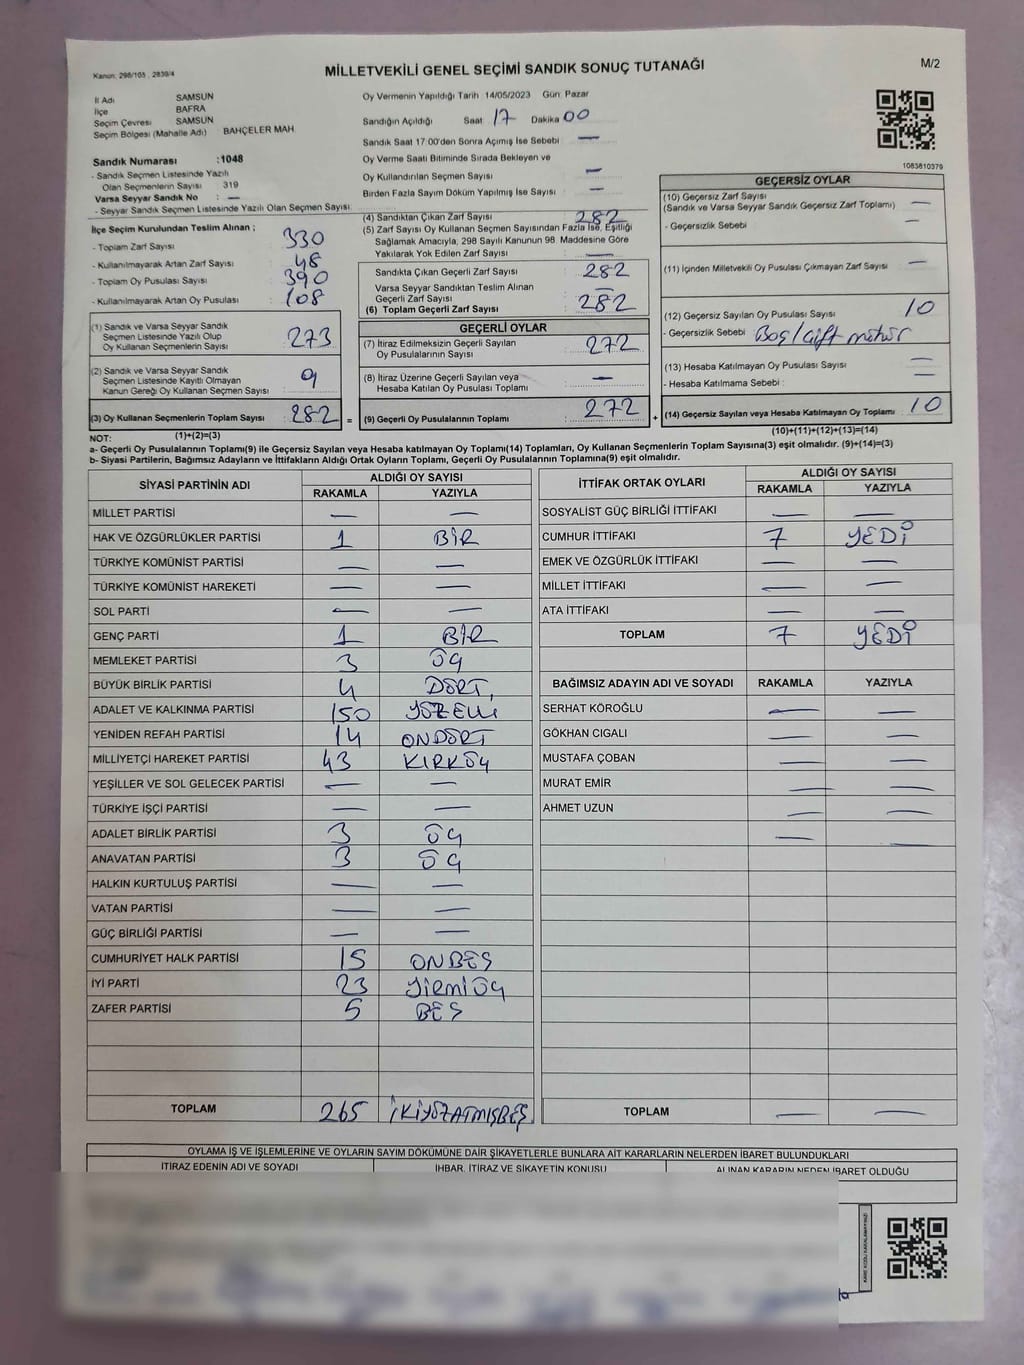 Kanun: 298/105 , 2839/4
MİLLETVEKİLİ GENEL SEÇİMİ SANDIK SONUÇ TUTANAĞI
M/2
İl Adı SAMSUN
İlçe BAFRA
Seçim Çevresi SAMSUN
Seçim Bölgesi (Mahalle Adı) BAHÇELER MAH.
Sandık Numarası :1048
- Sandık Seçmen Listesinde Yazılı
Olan Seçmenlerin Sayısı 319
Varsa Seyyar Sandık No : —
- Seyyar Sandık Seçmen Listesinde Yazılı Olan Seçmen Sayısı:
İlçe Seçim Kurulundan Teslim Alınan ;
- Toplam Zarf Sayısı 330
- Kullanılmayarak Artan Zarf Sayısı 48
- Toplam Oy Pusulası Sayısı 390
- Kullanılmayarak Artan Oy Pusulası 108
(1) Sandık ve Varsa Seyyar Sandık
Seçmen Listesinde Yazılı Olup
Oy Kullanan Seçmenlerin Sayısı 273
(2) Sandık ve Varsa Seyyar Sandık
Seçmen Listesinde Kayıtlı Olmayan
Kanun Gereği Oy Kullanan Seçmen Sayısı 9
(3) Oy Kullanan Seçmenlerin Toplam Sayısı 282 =
(1)+(2)=(3)
Oy Vermenin Yapıldığı Tarih 14/05/2023 Gün: Pazar
Sandığın Açıldığı Saat 17 Dakika 00
Sandık Saat 17:00'den Sonra Açımış İse Sebebi : —
Oy Verme Saati Bitiminde Sırada Bekleyen ve
Oy Kullandırılan Seçmen Sayısı —
Birden Fazla Sayım Döküm Yapılmış İse Sayısı —
(4) Sandıktan Çıkan Zarf Sayısı 282
(5) Zarf Sayısı Oy Kullanan Seçmen Sayısından Fazla İse, Eşitliği
Sağlamak Amacıyla, 298 Sayılı Kanunun 98. Maddesine Göre
Yakılarak Yok Edilen Zarf Sayısı —
Sandıkta Çıkan Geçerli Zarf Sayısı 282
Varsa Seyyar Sandıktan Teslim Alınan
Geçerli Zarf Sayısı —
(6) Toplam Geçerli Zarf Sayısı 282
GEÇERLİ OYLAR
(7) İtiraz Edilmeksizin Geçerli Sayılan
Oy Pusulalarının Sayısı 272
(8) İtiraz Üzerine Geçerli Sayılan veya
Hesaba Katılan Oy Pusulası Toplamı —
(9) Geçerli Oy Pusulalarının Toplamı 272 +
1083810379
GEÇERSİZ OYLAR
(10) Geçersiz Zarf Sayısı
(Sandık ve Varsa Seyyar Sandık Geçersiz Zarf Toplamı) —
- Geçersizlik Sebebi —
(11) İçinden Milletvekili Oy Pusulası Çıkmayan Zarf Sayısı —
(12) Geçersiz Sayılan Oy Pusulası Sayısı 10
- Geçersizlik Sebebi Boş/çift mühür
(13) Hesaba Katılmayan Oy Pusulası Sayısı —
- Hesaba Katılmama Sebebi : —
(14) Geçersiz Sayılan veya Hesaba Katılmayan Oy Toplamı 10
(10)+(11)+(12)+(13)=(14)
NOT:
a- Geçerli Oy Pusulalarının Toplamı(9) ile Geçersiz Sayılan veya Hesaba katılmayan Oy Toplamı(14) Toplamları, Oy Kullanan Seçmenlerin Toplam Sayısına(3) eşit olmalıdır. (9)+(14)=(3)
b- Siyasi Partilerin, Bağımsız Adayların ve İttifakların Aldığı Ortak Oyların Toplamı, Geçerli Oy Pusulalarının Toplamına(9) eşit olmalıdır.
SİYASİ PARTİNİN ADI ALDIĞI OY SAYISI
RAKAMLA YAZIYLA
MİLLET PARTİSİ — —
HAK VE ÖZGÜRLÜKLER PARTİSİ 1 BİR
TÜRKİYE KOMÜNİST PARTİSİ — —
TÜRKİYE KOMÜNİST HAREKETİ — —
SOL PARTİ — —
GENÇ PARTİ 1 BİR
MEMLEKET PARTİSİ 3 ÜÇ
BÜYÜK BİRLİK PARTİSİ 4 DÖRT
ADALET VE KALKINMA PARTİSİ 150 YÜZELLİ
YENİDEN REFAH PARTİSİ 14 ONDÖRT
MİLLİYETÇİ HAREKET PARTİSİ 43 KIRKÜÇ
YEŞİLLER VE SOL GELECEK PARTİSİ — —
TÜRKİYE İŞÇİ PARTİSİ — —
ADALET BİRLİK PARTİSİ 3 ÜÇ
ANAVATAN PARTİSİ 3 ÜÇ
HALKIN KURTULUŞ PARTİSİ — —
VATAN PARTİSİ — —
GÜÇ BİRLİĞİ PARTİSİ — —
CUMHURİYET HALK PARTİSİ 15 ONBEŞ
İYİ PARTİ 23 YİRMİÜÇ
ZAFER PARTİSİ 5 BEŞ
TOPLAM 265 İKİYÜZATMIŞBEŞ
İTTİFAK ORTAK OYLARI ALDIĞI OY SAYISI
RAKAMLA YAZIYLA
SOSYALİST GÜÇ BİRLİĞİ İTTİFAKI — —
CUMHUR İTTİFAKI 7 YEDİ
EMEK VE ÖZGÜRLÜK İTTİFAKI — —
MİLLET İTTİFAKI — —
ATA İTTİFAKI — —
TOPLAM 7 YEDİ
BAĞIMSIZ ADAYIN ADI VE SOYADI RAKAMLA YAZIYLA
SERHAT KÖROĞLU — —
GÖKHAN CIGALI — —
MUSTAFA ÇOBAN — —
MURAT EMİR — —
AHMET UZUN — —
— —
TOPLAM — —
OYLAMA İŞ VE İŞLEMLERİNE VE OYLARIN SAYIM DÖKÜMÜNE DAİR ŞİKAYETLERLE BUNLARA AİT KARARLARIN NELERDEN İBARET BULUNDUKLARI
İTİRAZ EDENİN ADI VE SOYADI İHBAR, İTİRAZ VE ŞİKAYETİN KONUSU ALINAN KARARIN NEDEN İBARET OLDUĞU
KARE KODU KARALAMAYINIZ!